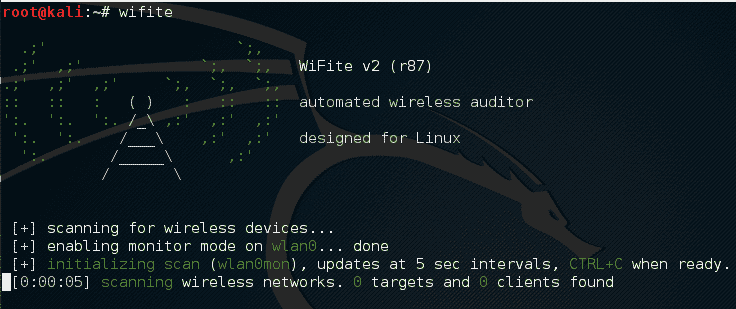 root@kali:~# wifite
WiFite v2 (r87)
automated wireless auditor
designed for Linux
[+] scanning for wireless devices...
[+] enabling monitor mode on wlan0... done
[+] initializing scan (wlan0mon), updates at 5 sec intervals, CTRL+C when ready.
[0:00:05] scanning wireless networks. 0 targets and 0 clients found